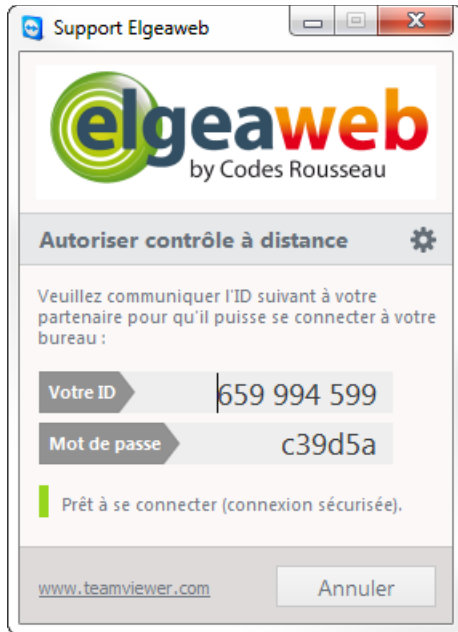 Support Elgeaweb
elgeaweb
by Codes Rousseau
Autoriser contrôle à distance
Veuillez communiquer l'ID suivant à votre
partenaire pour qu'il puisse se connecter à votre
bureau :
Votre ID 659 994 599
Mot de passe c39d5a
Prêt à se connecter (connexion sécurisée).
www.teamviewer.com Annuler